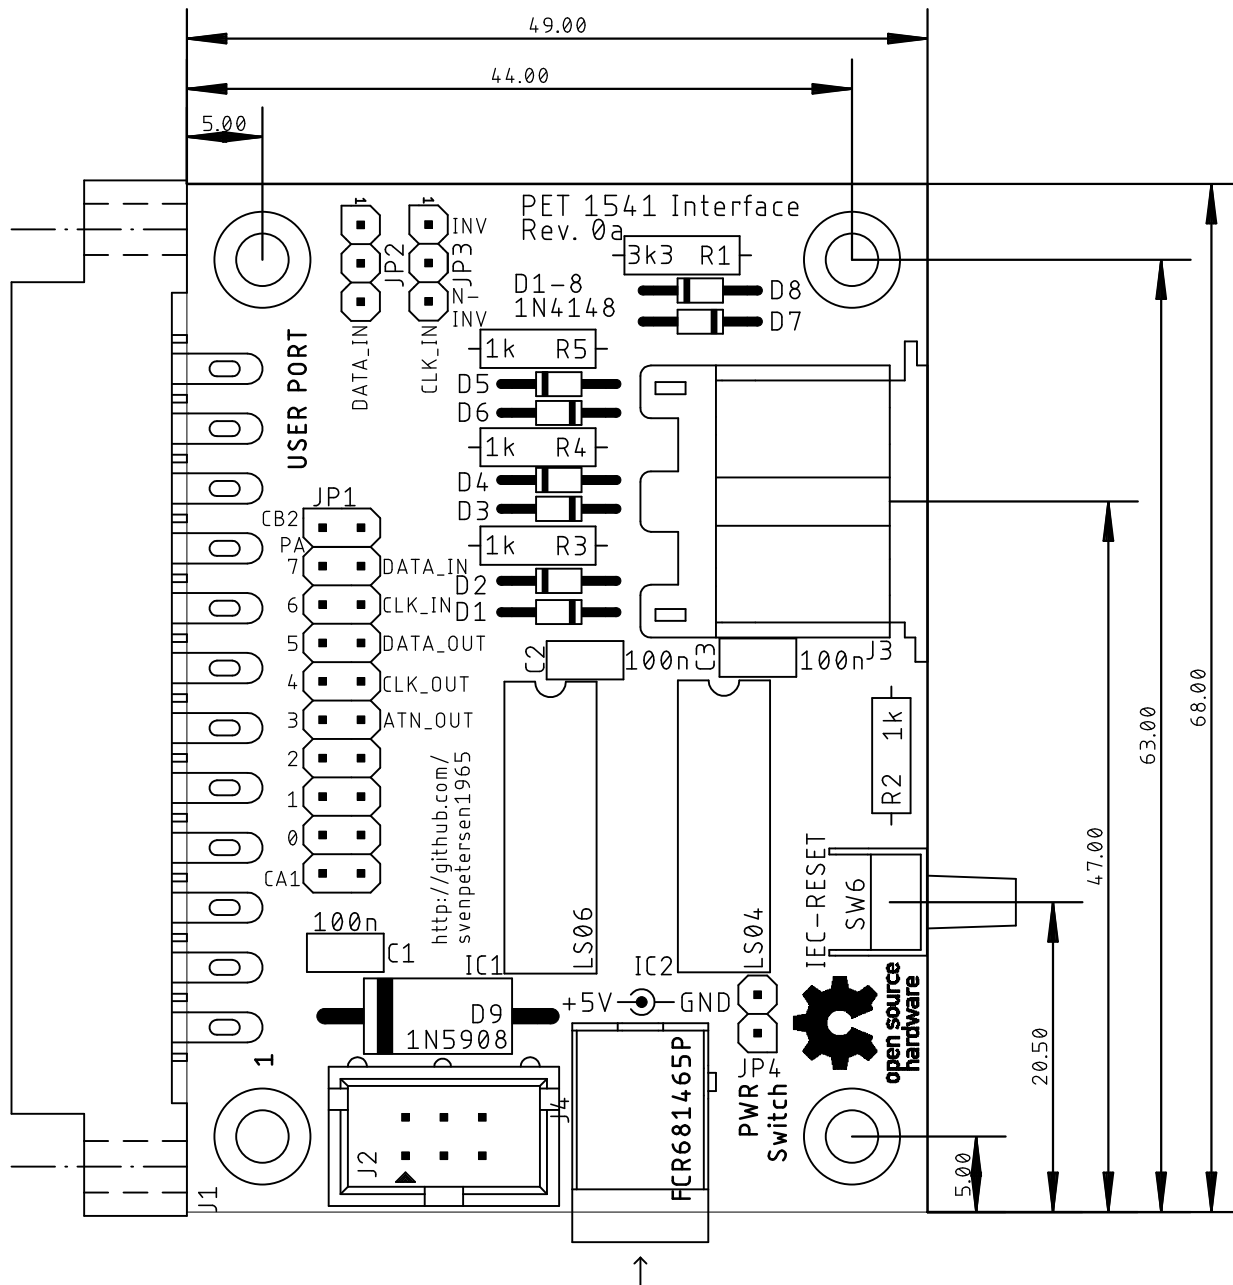 49.00
44.00
5.00
PET 1541 Interface
Rev. 0a
1
1
INV
JP2
JP3
N-
INV
DATA_IN
CLK_IN
3k3 R1
D1-8
1N4148
D8
D7
USER PORT
1k R5
D5
D6
1k R4
D4
D3
1k R3
D2
D1
JP1
CB2
PA
7 DATA_IN
6 CLK_IN
5 DATA_OUT
4 CLK_OUT
3 ATN_OUT
2
1
0
CA1
C2
100n
C3
100n
J3
R2 1k
http://github.com/
svenpetersen1965
LS06
LS04
IC1
IC2
IEC-RESET
SW6
100n
C1
D9
1N5908
+5V
GND
JP4
PWR
Switch
open source
hardware
1
J2
J4
FCR681465P
J1
68.00
63.00
47.00
20.50
5.00